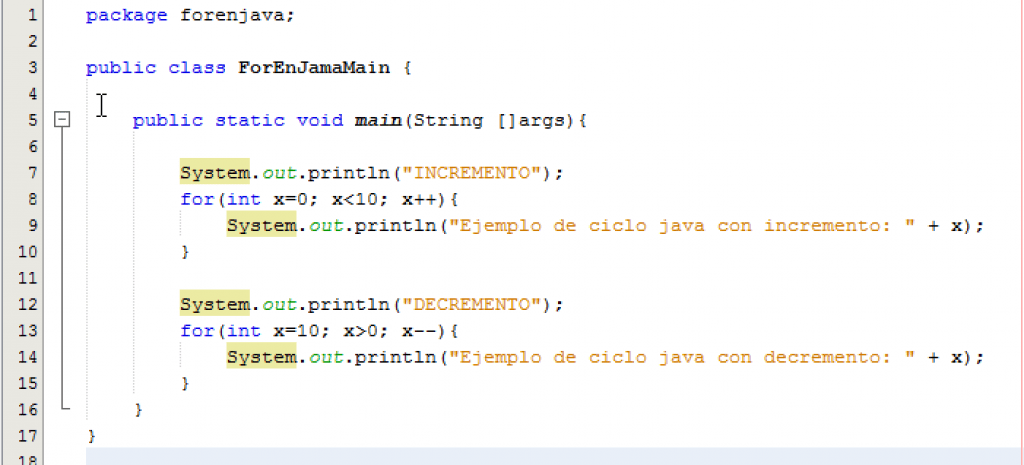 1 package forenjava;
2
3 public class ForEnJamaMain {
4
5 public static void main(String []args){
6
7 System.out.println("INCREMENTO");
8 for(int x=0; x<10; x++){
9 System.out.println("Ejemplo de ciclo java con incremento: " + x);
10 }
11
12 System.out.println("DECREMENTO");
13 for(int x=10; x>0; x--){
14 System.out.println("Ejemplo de ciclo java con decremento: " + x);
15 }
16 }
17 }
18